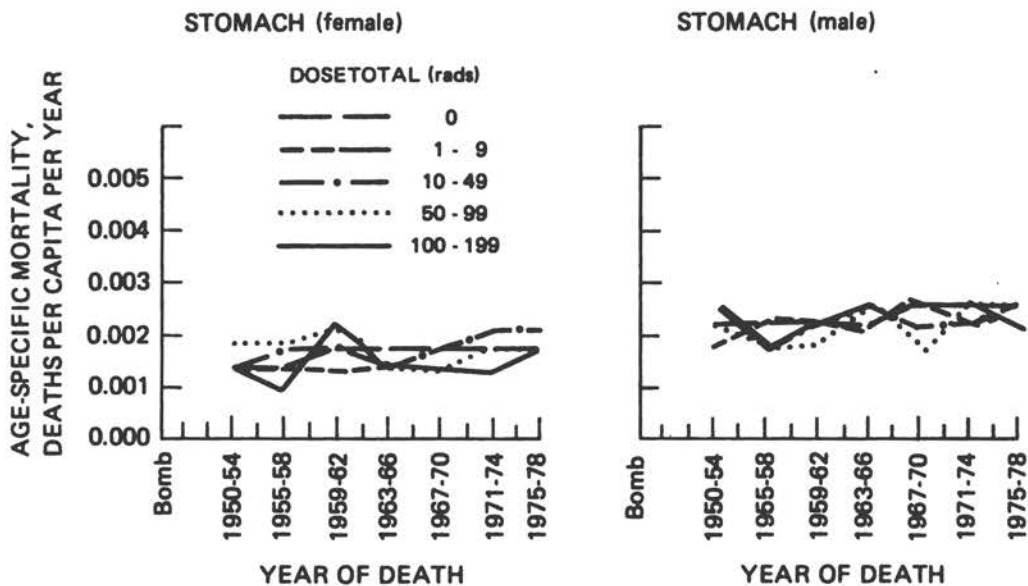 STOMACH (female)
STOMACH (male)
DOSETOTAL (rads)
0
1 - 9
10 - 49
50 - 99
100 - 199
AGE-SPECIFIC MORTALITY,
DEATHS PER CAPITA PER YEAR
0.005
0.004
0.003
0.002
0.001
0.000
Bomb
1950-54
1955-58
1959-62
1963-66
1967-70
1971-74
1975-78
YEAR OF DEATH
Bomb
1950-54
1955-58
1959-62
1963-66
1967-70
1971-74
1975-78
YEAR OF DEATH